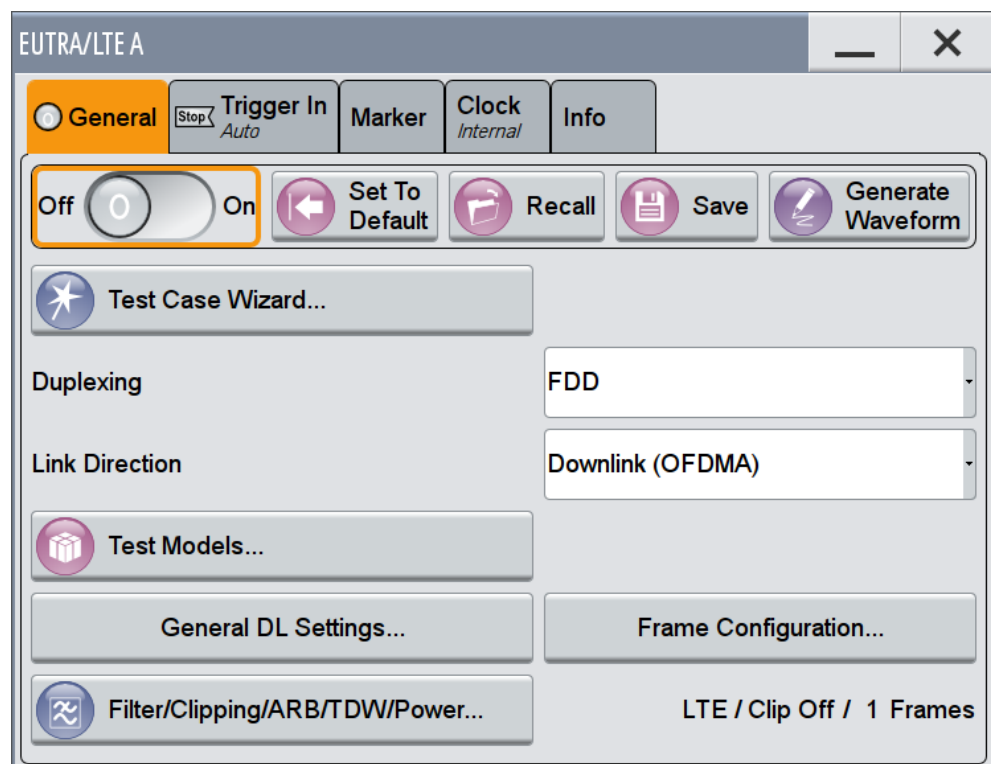 EUTRA/LTE A
General
Stop
Trigger In
Auto
Marker
Clock
Internal
Info
Off
0
On
Set To
Default
Recall
Save
Generate
Waveform
Test Case Wizard...
Duplexing
FDD
Link Direction
Downlink (OFDMA)
Test Models...
General DL Settings...
Frame Configuration...
Filter/Clipping/ARB/TDW/Power...
LTE / Clip Off / 1 Frames